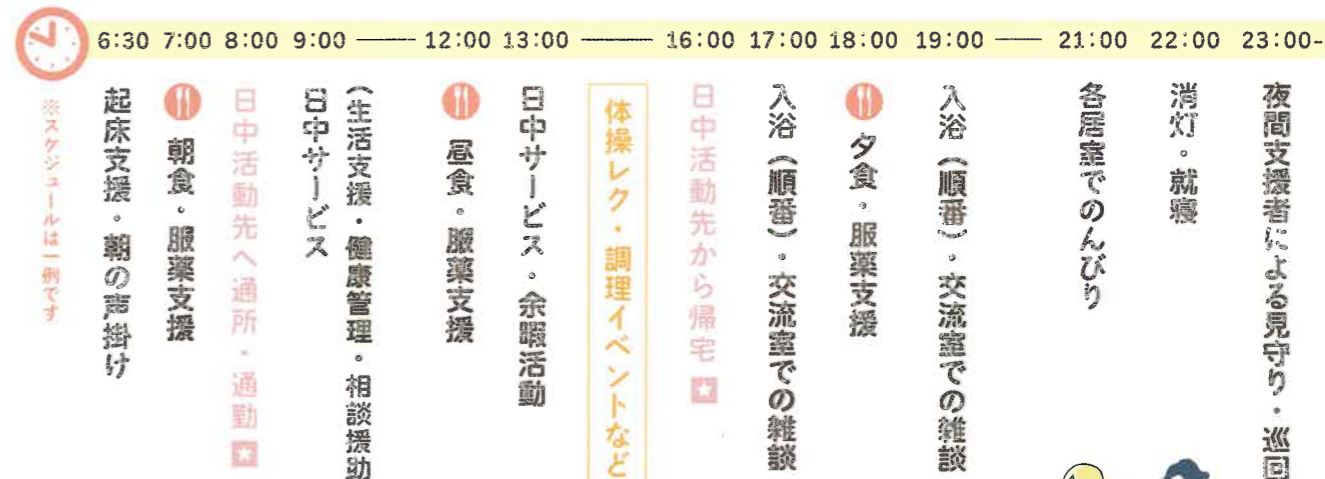 6:30 7:00 8:00 9:00 —— 12:00 13:00 —— 16:00 17:00 18:00 19:00 —— 21:00 22:00 23:00-
※スケジュールは一例です
起床支援・朝の声掛け
朝食・服薬支援
日中活動先へ通所・通勤★
日中サービス
(生活支援・健康管理・相談援助
昼食・服薬支援
日中サービス・余暇活動
体操レク・調理イベントなど
日中活動先から帰宅★
入浴(順番)・交流室での雑談
夕食・服薬支援
入浴(順番)・交流室での雑談
各居室でのんびり
消灯・就寝
夜間支援者による見守り・巡回